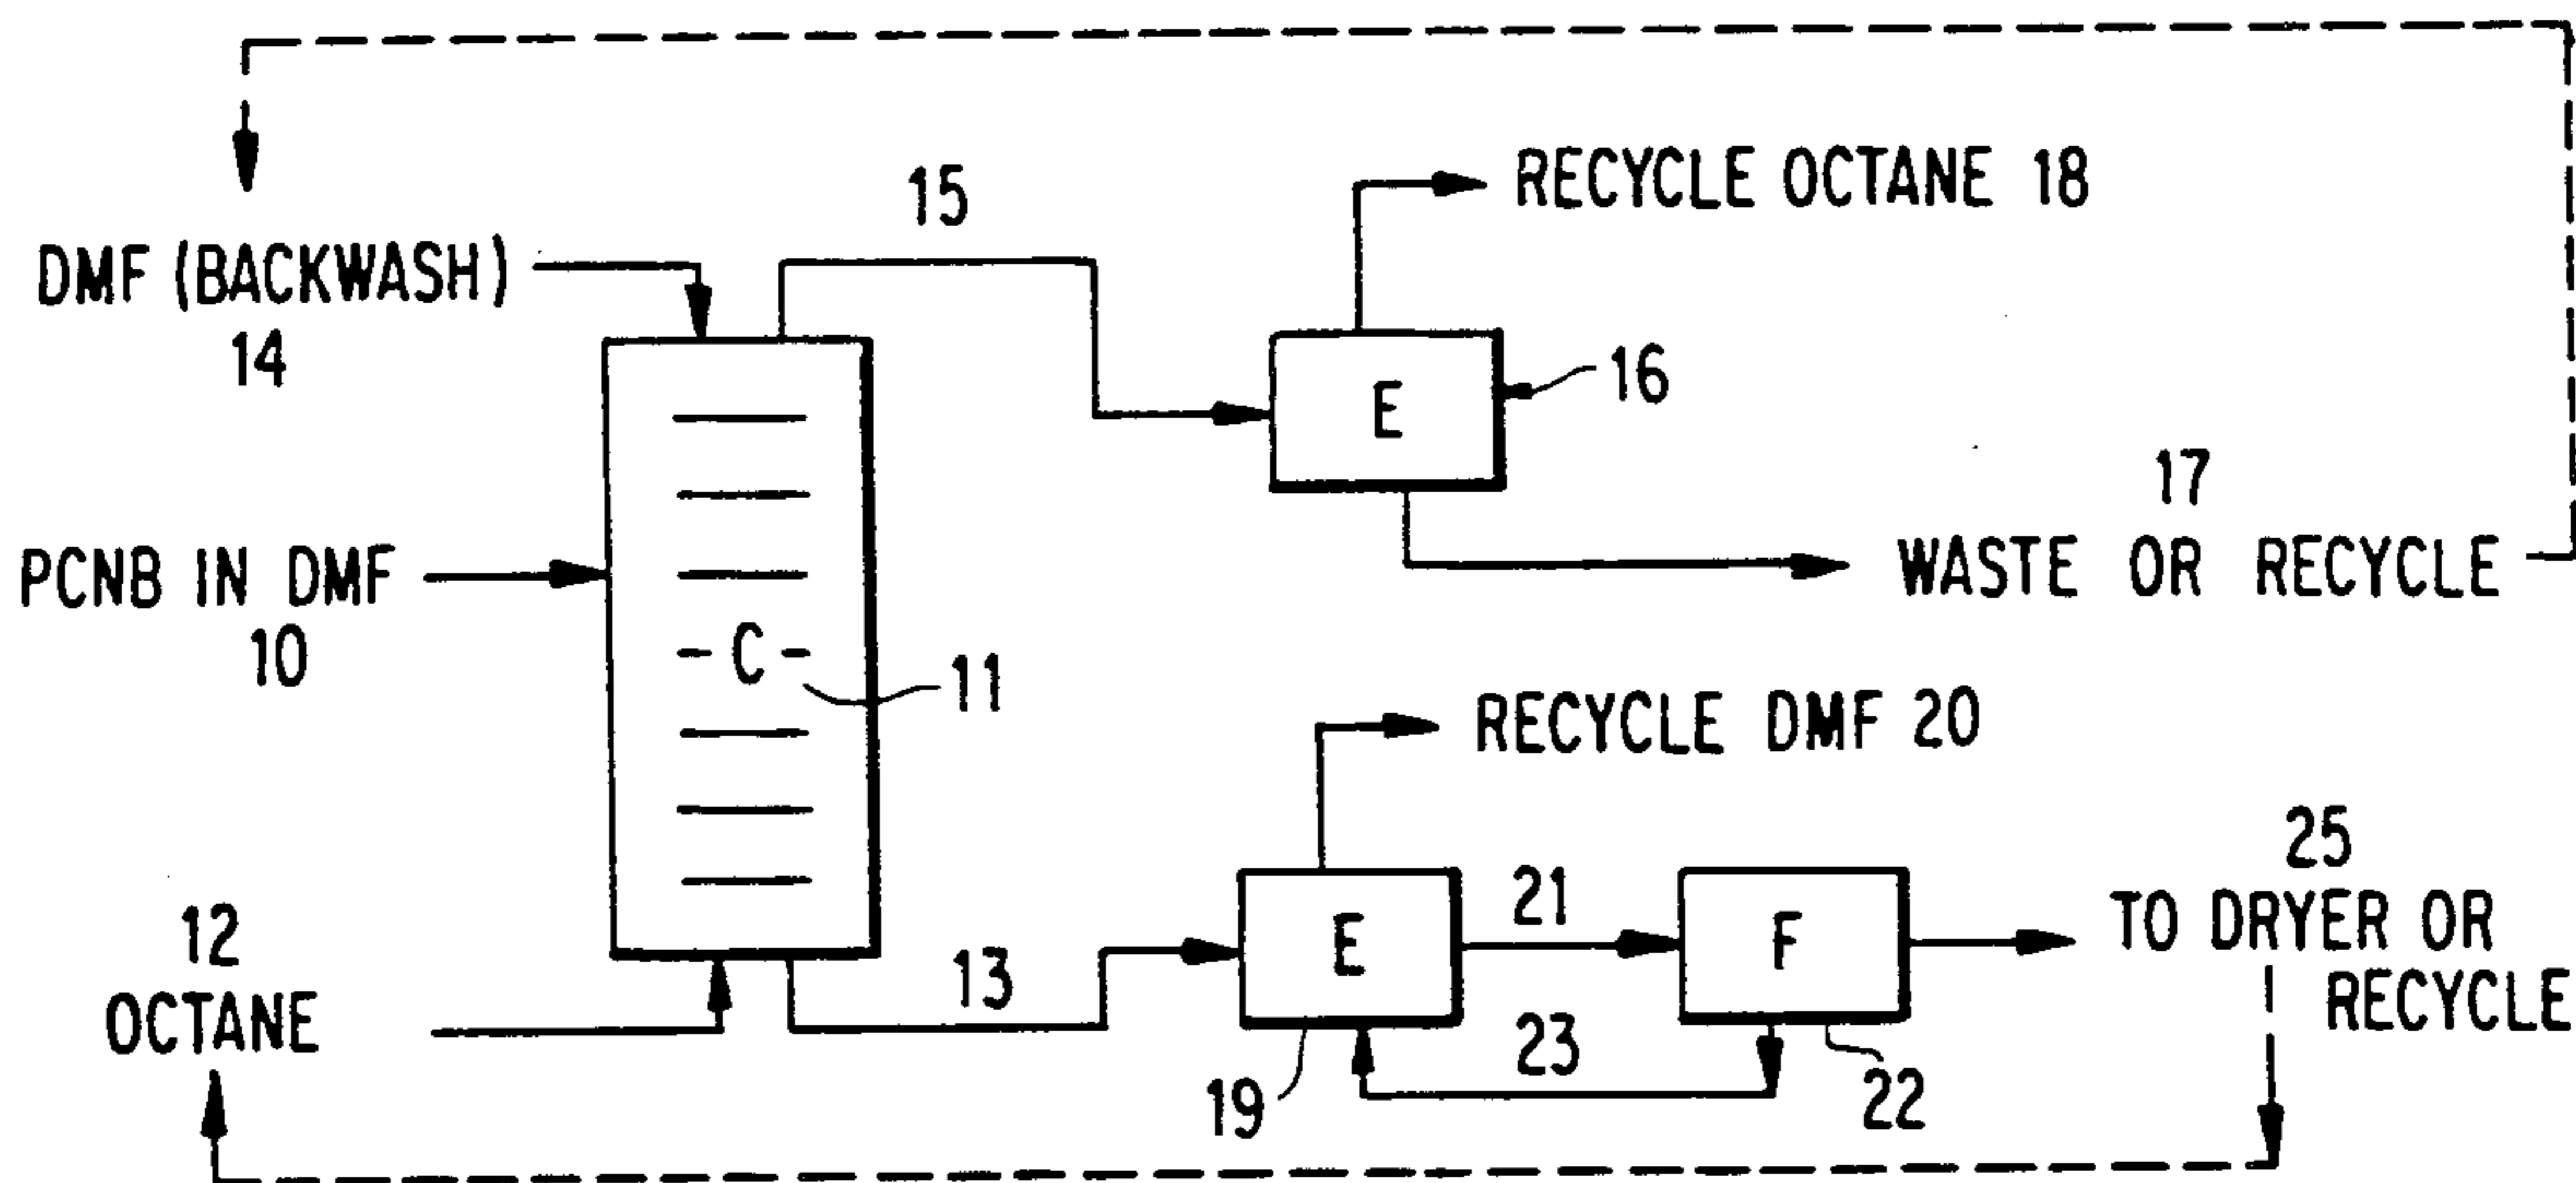 15
RECYCLE OCTANE 18
DMF (BACKWASH)
14
E
16
17
PCNB IN DMF
10
WASTE OR RECYCLE
C
11
RECYCLE DMF 20
25
12
OCTANE
13
E
21
F
TO DRYER OR
RECYCLE
23
19
22